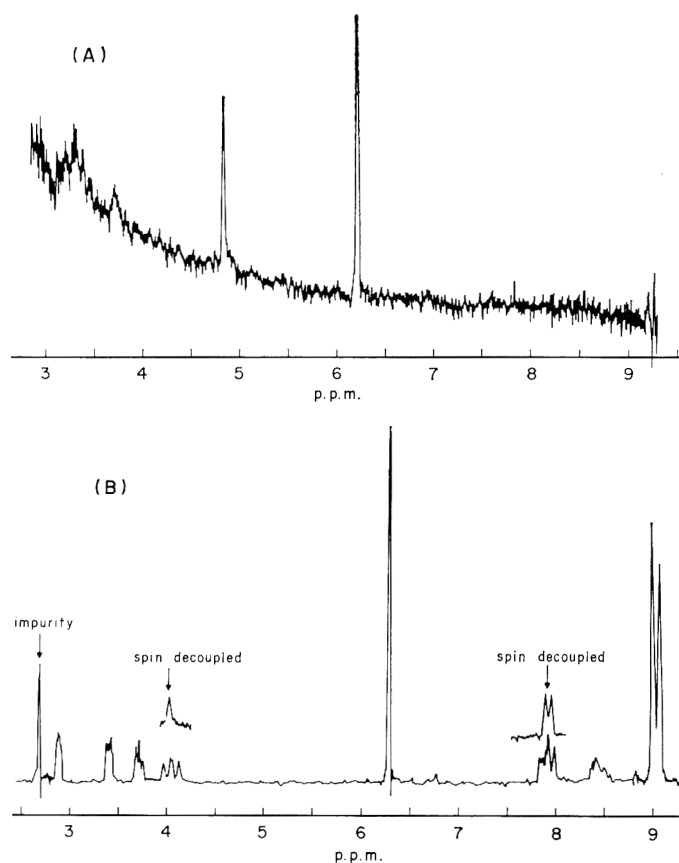 (A)
3 4 5 6 7 8 9
p.p.m.
(B)
impurity
spin decoupled spin decoupled
3 4 5 6 7 8 9
p.p.m.